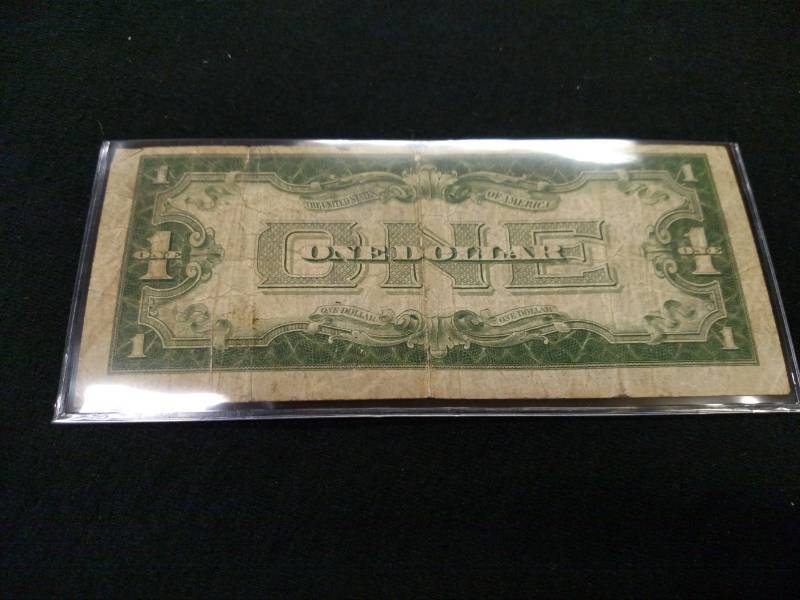 1 1
THE UNITED STATES OF AMERICA
ONE
1 ONE ONE DOLLAR 1 ONE
ONE DOLLAR ONE DOLLAR
1 1